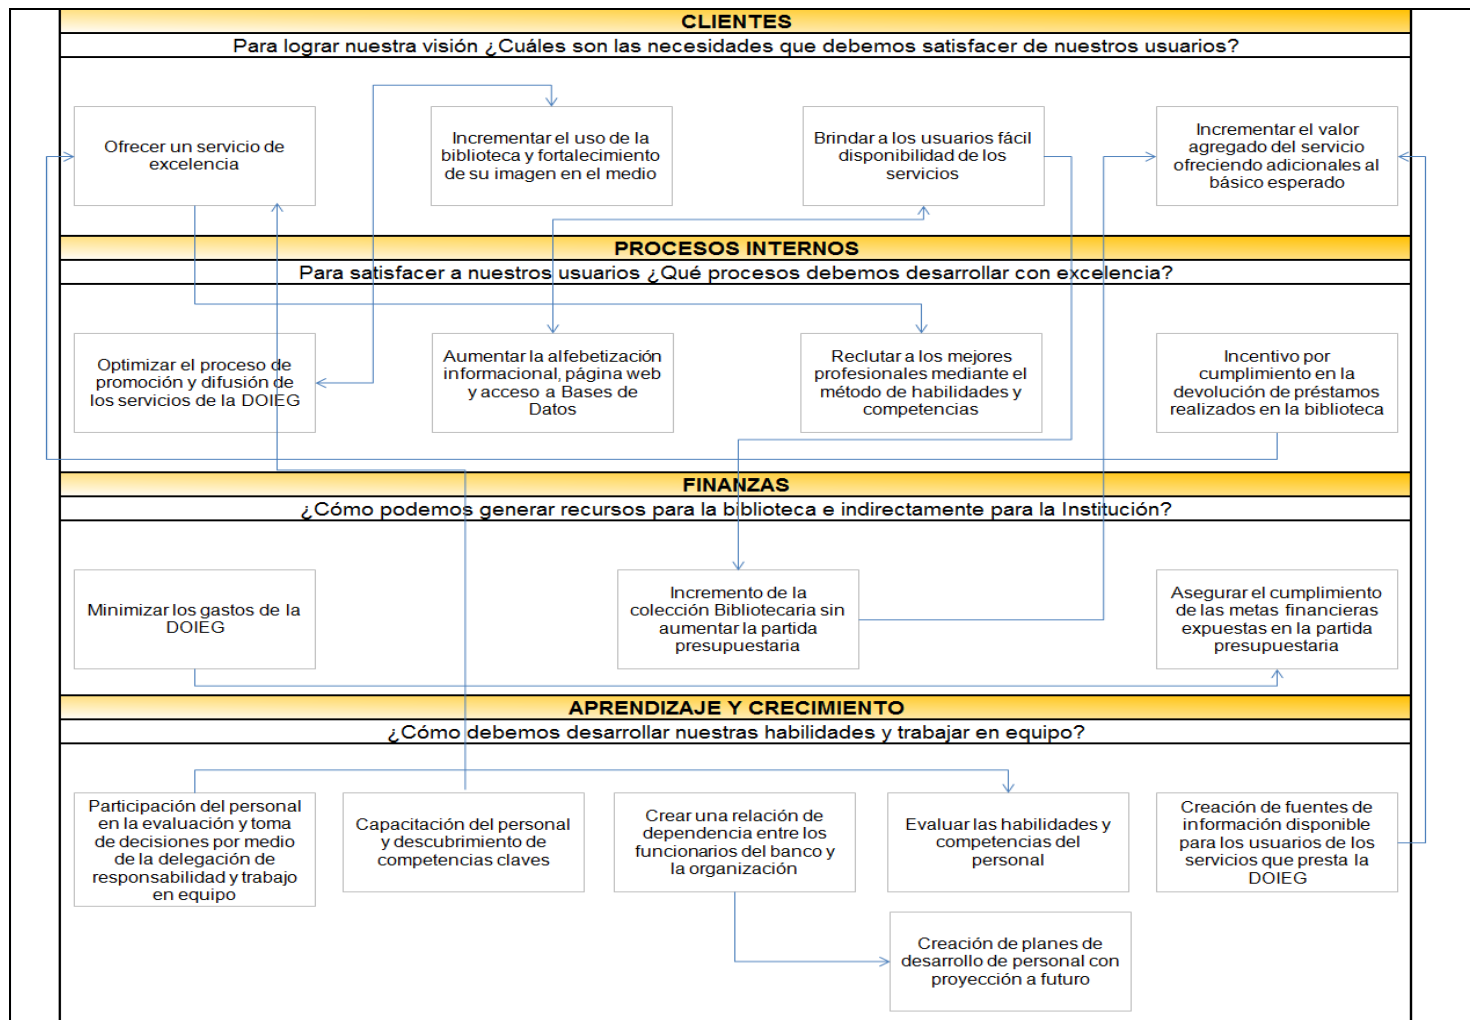 CLIENTES
Para lograr nuestra visión ¿Cuáles son las necesidades que debemos satisfacer de nuestros usuarios?
Ofrecer un servicio de
excelencia
Incrementar el uso de la
biblioteca y fortalecimiento
de su imagen en el medio
Brindar a los usuarios fácil
disponibilidad de los
servicios
Incrementar el valor
agregado del servicio
ofreciendo adicionales al
básico esperado
PROCESOS INTERNOS
Para satisfacer a nuestros usuarios ¿Qué procesos debemos desarrollar con excelencia?
Optimizar el proceso de
promoción y difusión de
los servicios de la DOIEG
Aumentar la alfebetización
informacional, página web
y acceso a Bases de
Datos
Reclutar a los mejores
profesionales mediante el
método de habilidades y
competencias
Incentivo por
cumplimiento en la
devolución de préstamos
realizados en la biblioteca
FINANZAS
¿Cómo podemos generar recursos para la biblioteca e indirectamente para la Institución?
Minimizar los gastos de la
DOIEG
Incremento de la
colección Bibliotecaria sin
aumentar la partida
presupuestaria
Asegurar el cumplimiento
de las metas financieras
expuestas en la partida
presupuestaria
APRENDIZAJE Y CRECIMIENTO
¿Cómo debemos desarrollar nuestras habilidades y trabajar en equipo?
Participación del personal
en la evaluación y toma
de decisiones por medio
de la delegación de
responsabilidad y trabajo
en equipo
Capacitación del personal
y descubrimiento de
competencias claves
Crear una relación de
dependencia entre los
funcionarios del banco y
la organización
Evaluar las habilidades y
competencias del
personal
Creación de fuentes de
información disponible
para los usuarios de los
servicios que presta la
DOIEG
Creación de planes de
desarrollo de personal con
proyección a futuro